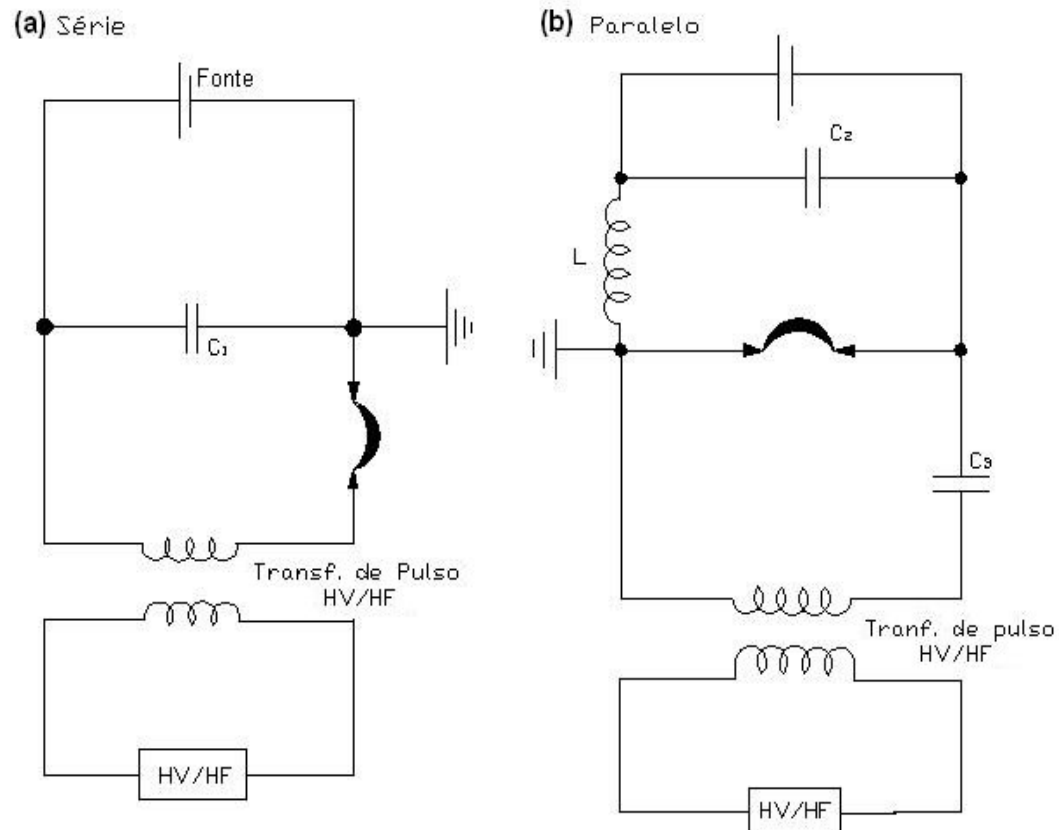 (a) Série
Fonte
C₁
Transf. de Pulso
HV/HF
HV/HF
(b) Paralelo
C₂
L
C₃
Tranf. de pulso
HV/HF
HV/HF